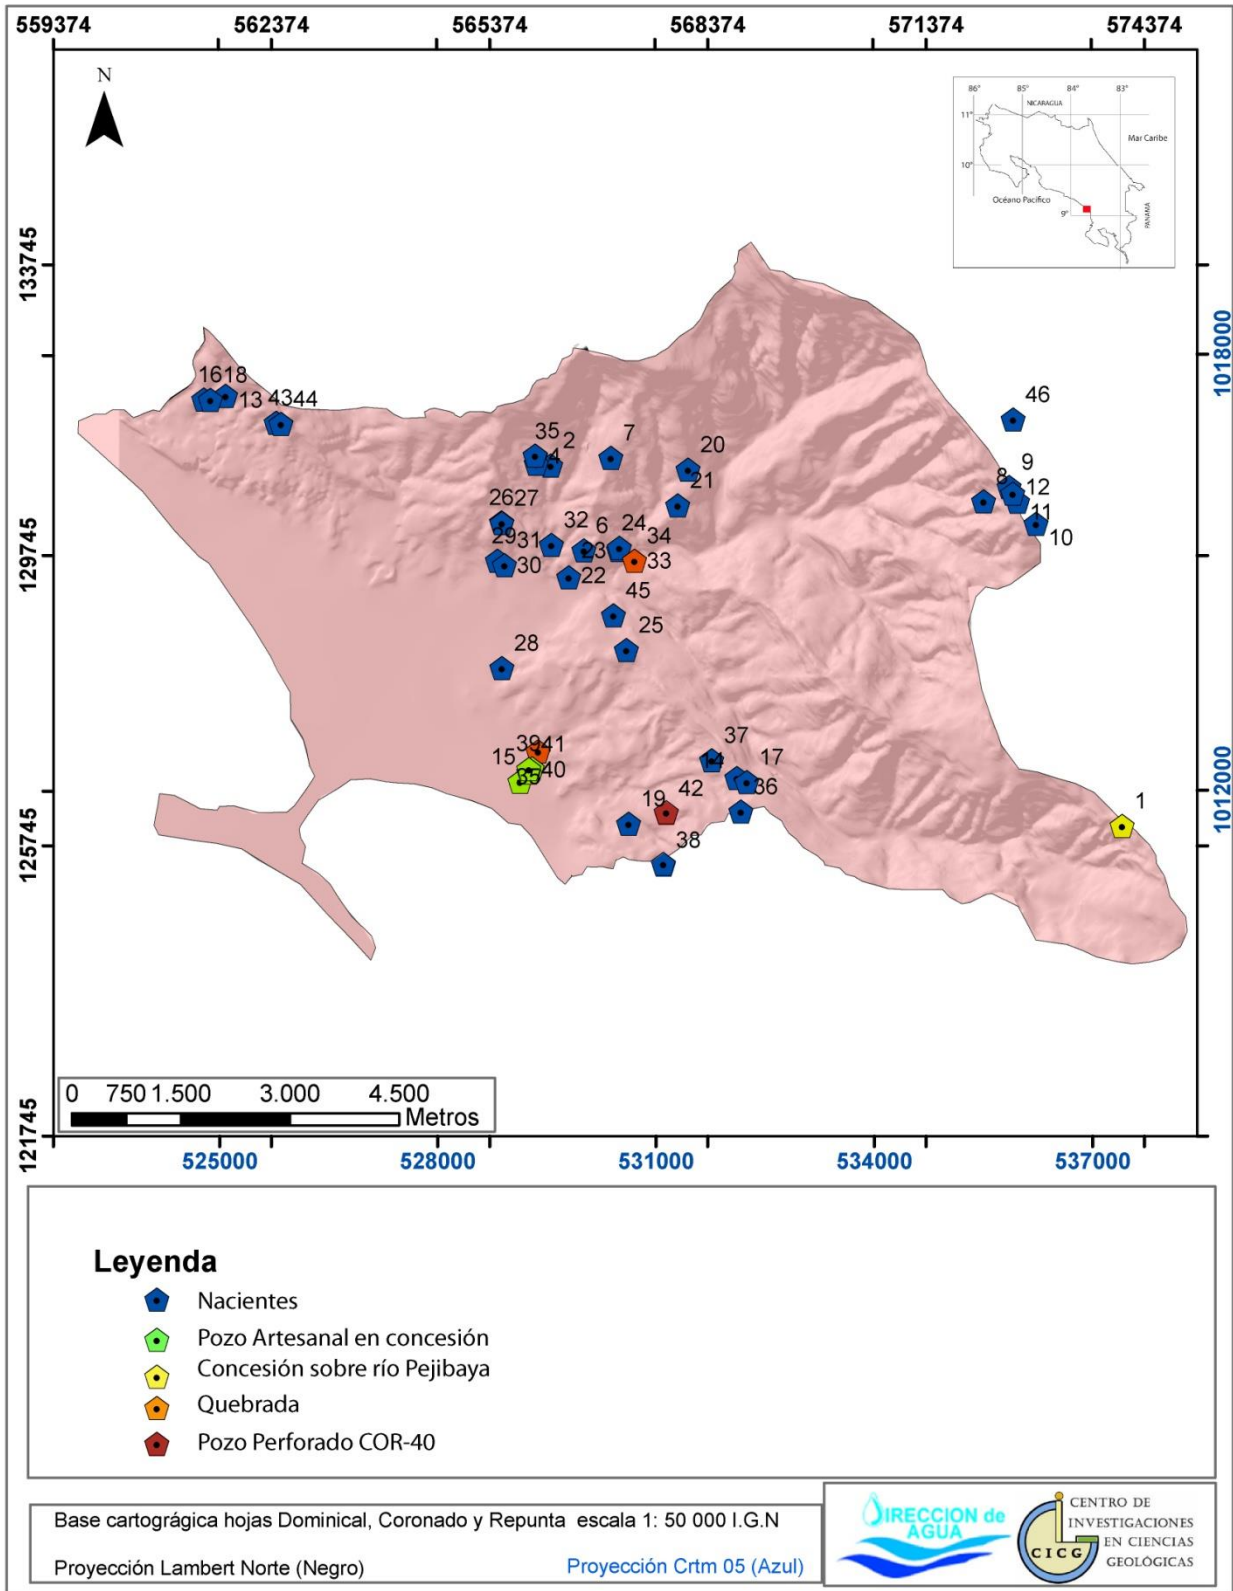 559374 562374 565374 568374 571374 574374
N
86° 85° 84° 83°
NICARAGUA
11°
Mar Caribe
10°
Océano Pacífico
9°
PANAMÁ
133745
1018000
1618
13
4344
35
2
4
7
20
21
46
9
8
12
11
10
2627
32
6
24
34
2931
23
33
30
22
45
25
28
129745
37
3941
17
15
14
40
36
35
42
19
1
38
1012000
125745
0 750 1.500 3.000 4.500
Metros
121745
525000 528000 531000 534000 537000
Leyenda
Nacientes
Pozo Artesanal en concesión
Concesión sobre río Pejibaya
Quebrada
Pozo Perforado COR-40
Base cartográgica hojas Dominical, Coronado y Repunta escala 1: 50 000 I.G.N
Proyección Lambert Norte (Negro) Proyección Crtm 05 (Azul)
DIRECCION de
AGUA
CICG
CENTRO DE
INVESTIGACIONES
EN CIENCIAS
GEOLÓGICAS